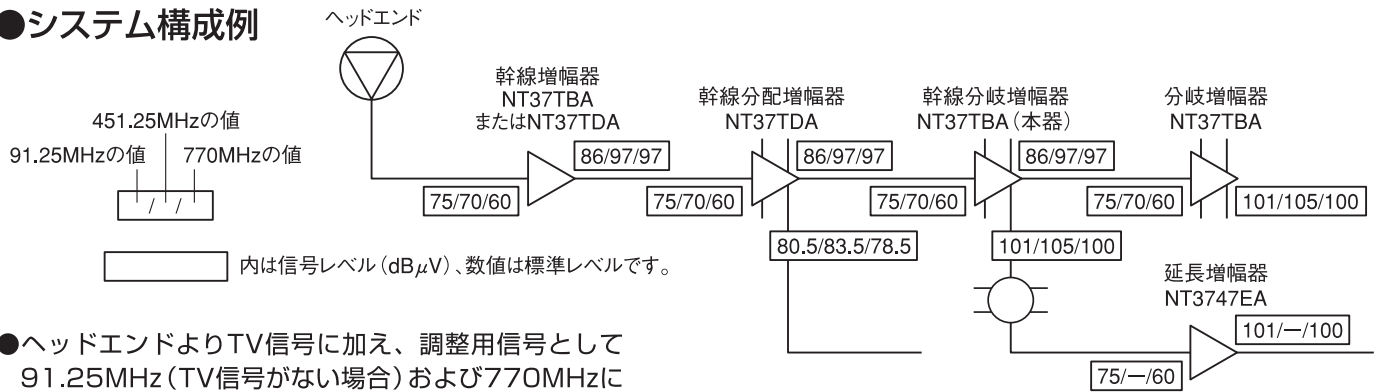 ●システム構成例
ヘッドエンド
幹線増幅器
NT37TBA
またはNT37TDA
幹線分配増幅器
NT37TDA
幹線分岐増幅器
NT37TBA（本器）
分岐増幅器
NT37TBA
451.25MHzの値
91.25MHzの値
770MHzの値
/ /
86/97/97
86/97/97
86/97/97
75/70/60
75/70/60
75/70/60
75/70/60
101/105/100
80.5/83.5/78.5
101/105/100
内は信号レベル（dBμV）、数値は標準レベルです。
延長増幅器
NT3747EA
101/—/100
75/—/60
●ヘッドエンドよりTV信号に加え、調整用信号として
91.25MHz（TV信号がない場合）および770MHzに